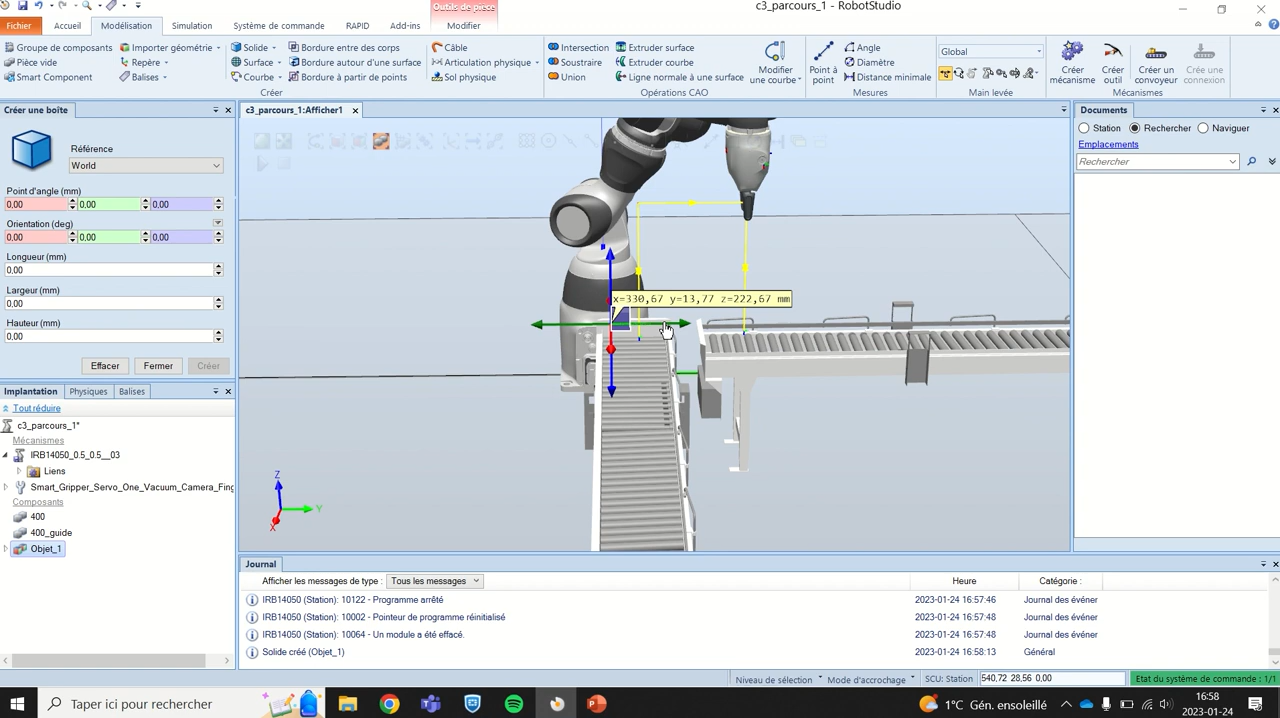 c3_parcours_1 - RobotStudio
Outils de pièce
Fichier Accueil Modélisation Simulation Système de commande RAPID Add-ins Modifier
Groupe de composants
Pièce vide
Smart Component
Importer géométrie
Repère
Balises
Solide
Surface
Courbe
Bordure entre des corps
Bordure autour d'une surface
Bordure à partir de points
Créer
Câble
Articulation physique
Sol physique
Intersection
Soustraire
Union
Extruder surface
Extruder courbe
Ligne normale à une surface
Modifier
une courbe
Opérations CAO
Point à
point
Angle
Diamètre
Distance minimale
Mesures
Global
Main levée
Créer
mécanisme
Créer
outil
Créer un
convoyeur
Crée une
connexion
Mécanismes
Créer une boîte
Référence
World
Point d'angle (mm)
0.00 0.00 0.00
Orientation (deg)
0.00 0.00 0.00
Longueur (mm)
0.00
Largeur (mm)
0.00
Hauteur (mm)
0.00
Effacer Fermer Créer
Implantation Physiques Balises
Tout réduire
c3_parcours_1*
Mécanismes
IRB14050_0.5_0.5__03
Liens
Smart_Gripper_Servo_One_Vacuum_Camera_Fing
Composants
400
400_guide
Objet_1
c3_parcours_1:Afficher1
x=330,67 y=13,77 z=222,67 mm
Z
Y
X
Documents
Station Rechercher Naviguer
Emplacements
Rechercher
Journal
Afficher les messages de type : Tous les messages Heure Catégorie :
IRB14050 (Station): 10122 - Programme arrêté 2023-01-24 16:57:46 Journal des événer
IRB14050 (Station): 10002 - Pointeur de programme réinitialisé 2023-01-24 16:57:48 Journal des événer
IRB14050 (Station): 10064 - Un module a été effacé. 2023-01-24 16:57:48 Journal des événer
Solide créé (Objet_1) 2023-01-24 16:58:13 Général
Niveau de sélection Mode d'accrochage SCU: Station 540,72 28,56 0,00 Etat du système de commande : 1/1
Taper ici pour rechercher
1°C Gén. ensoleillé
16:58
2023-01-24